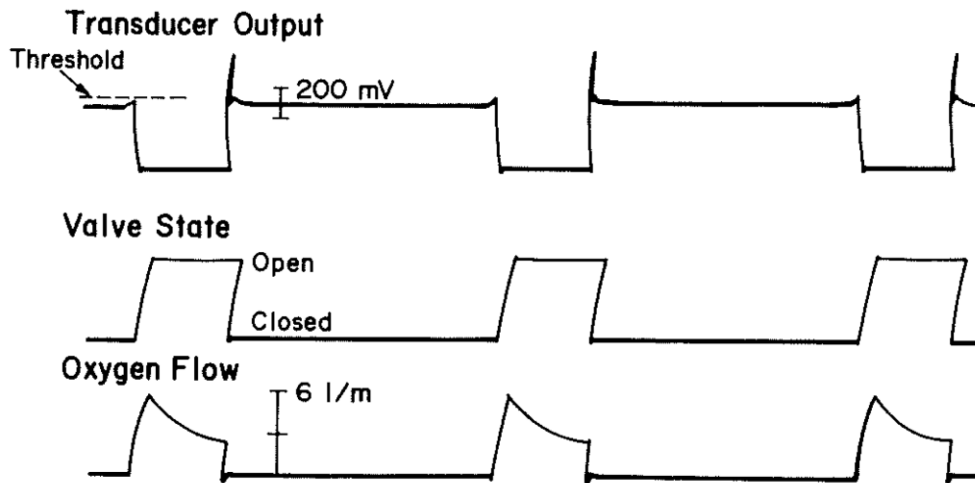 Transducer Output
Threshold
200 mV
Valve State
Open
Closed
Oxygen Flow
6 l/m